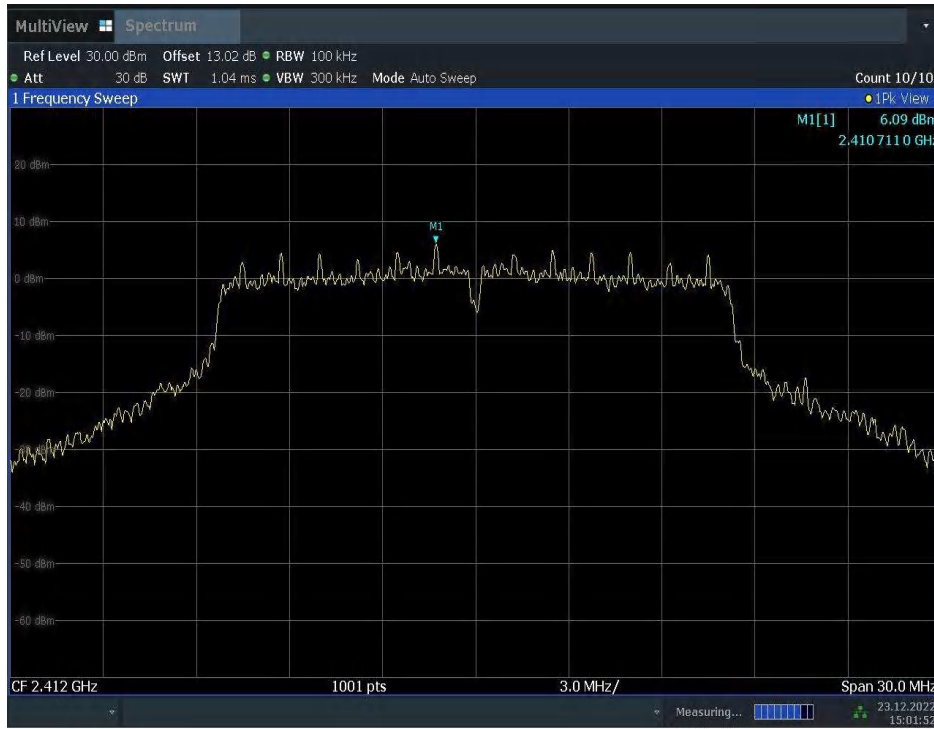 MultiView Spectrum
Ref Level 30.00 dBm Offset 13.02 dB RBW 100 kHz
Att 30 dB SWT 1.04 ms VBW 300 kHz Mode Auto Sweep Count 10/10
1 Frequency Sweep 1Pk View
M1[1] 6.09 dBm
2.410 711 0 GHz
20 dBm
10 dBm
M1
0 dBm
-10 dBm
-20 dBm
-40 dBm
-50 dBm
-60 dBm
CF 2.412 GHz 1001 pts 3.0 MHz/ Span 30.0 MHz
Measuring... 23.12.2022
15:01:52